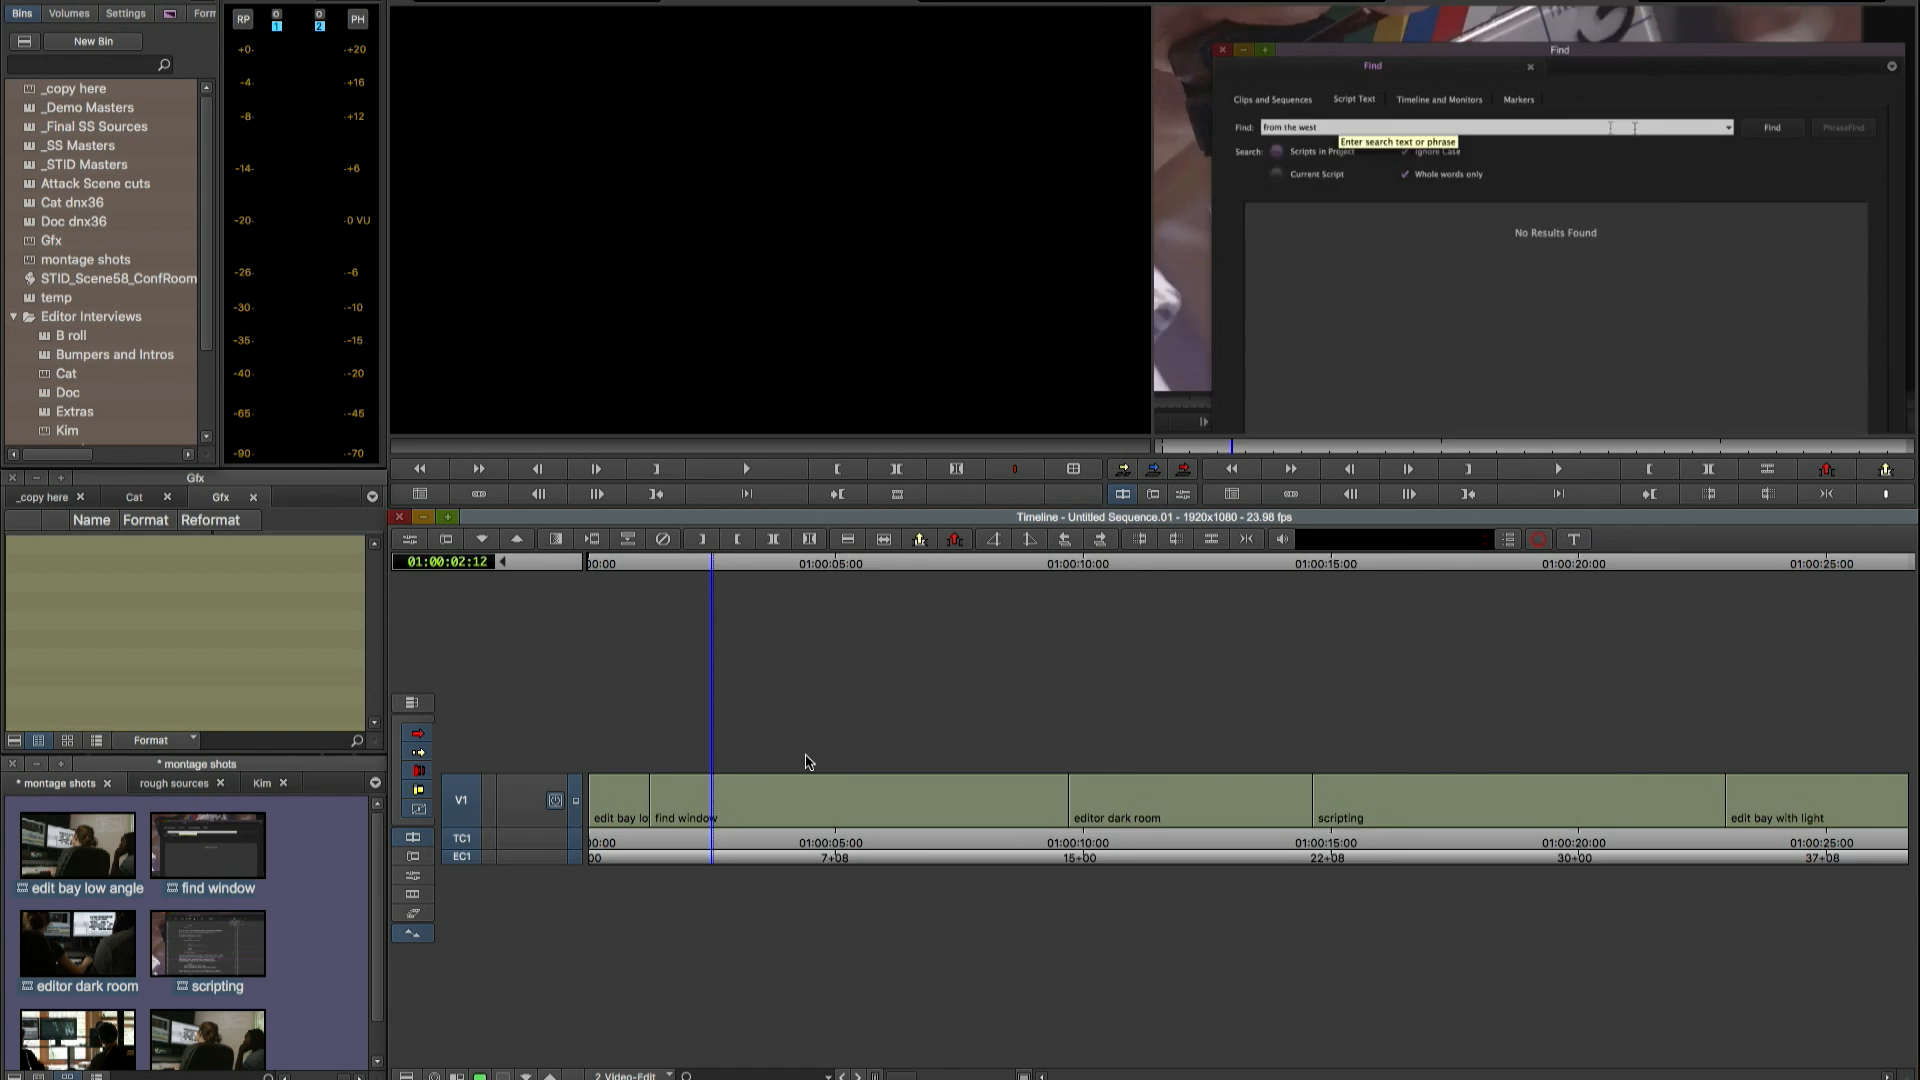 Bins Volumes Settings Form
New Bin
_copy here
_Demo Masters
_Final SS Sources
_SS Masters
_STID Masters
Attack Scene cuts
Cat dnx36
Doc dnx36
Gfx
montage shots
STID_Scene58_ConfRoom
temp
Editor Interviews
B roll
Bumpers and Intros
Cat
Doc
Extras
Kim
RP 0 0 PH
1 2
+0 +20
-4 +16
-8 +12
-14 +6
-20 0 VU
-26 -6
-30 -10
-35 -15
-40 -20
-65 -45
-90 -70
Find
Find
Clips and Sequences Script Text Timeline and Monitors Markers
Find: from the west Find PhraseFind
Enter search text or phrase
Search: Scripts in Project Ignore Case
Current Script Whole words only
No Results Found
Gfx
_copy here Cat Gfx
Name Format Reformat
Format
* montage shots
* montage shots rough sources Kim
edit bay low angle find window
editor dark room scripting
Timeline - Untitled Sequence.01 - 1920x1080 - 23.98 fps
01:00:02:12 00:00 01:00:05:00 01:00:10:00 01:00:15:00 01:00:20:00 01:00:25:00
V1
edit bay lo find window editor dark room scripting edit bay with light
TC1 00:00 01:00:05:00 01:00:10:00 01:00:15:00 01:00:20:00 01:00:25:00
EC1 00 7+08 15+00 22+08 30+00 37+08
2 Video-Edit